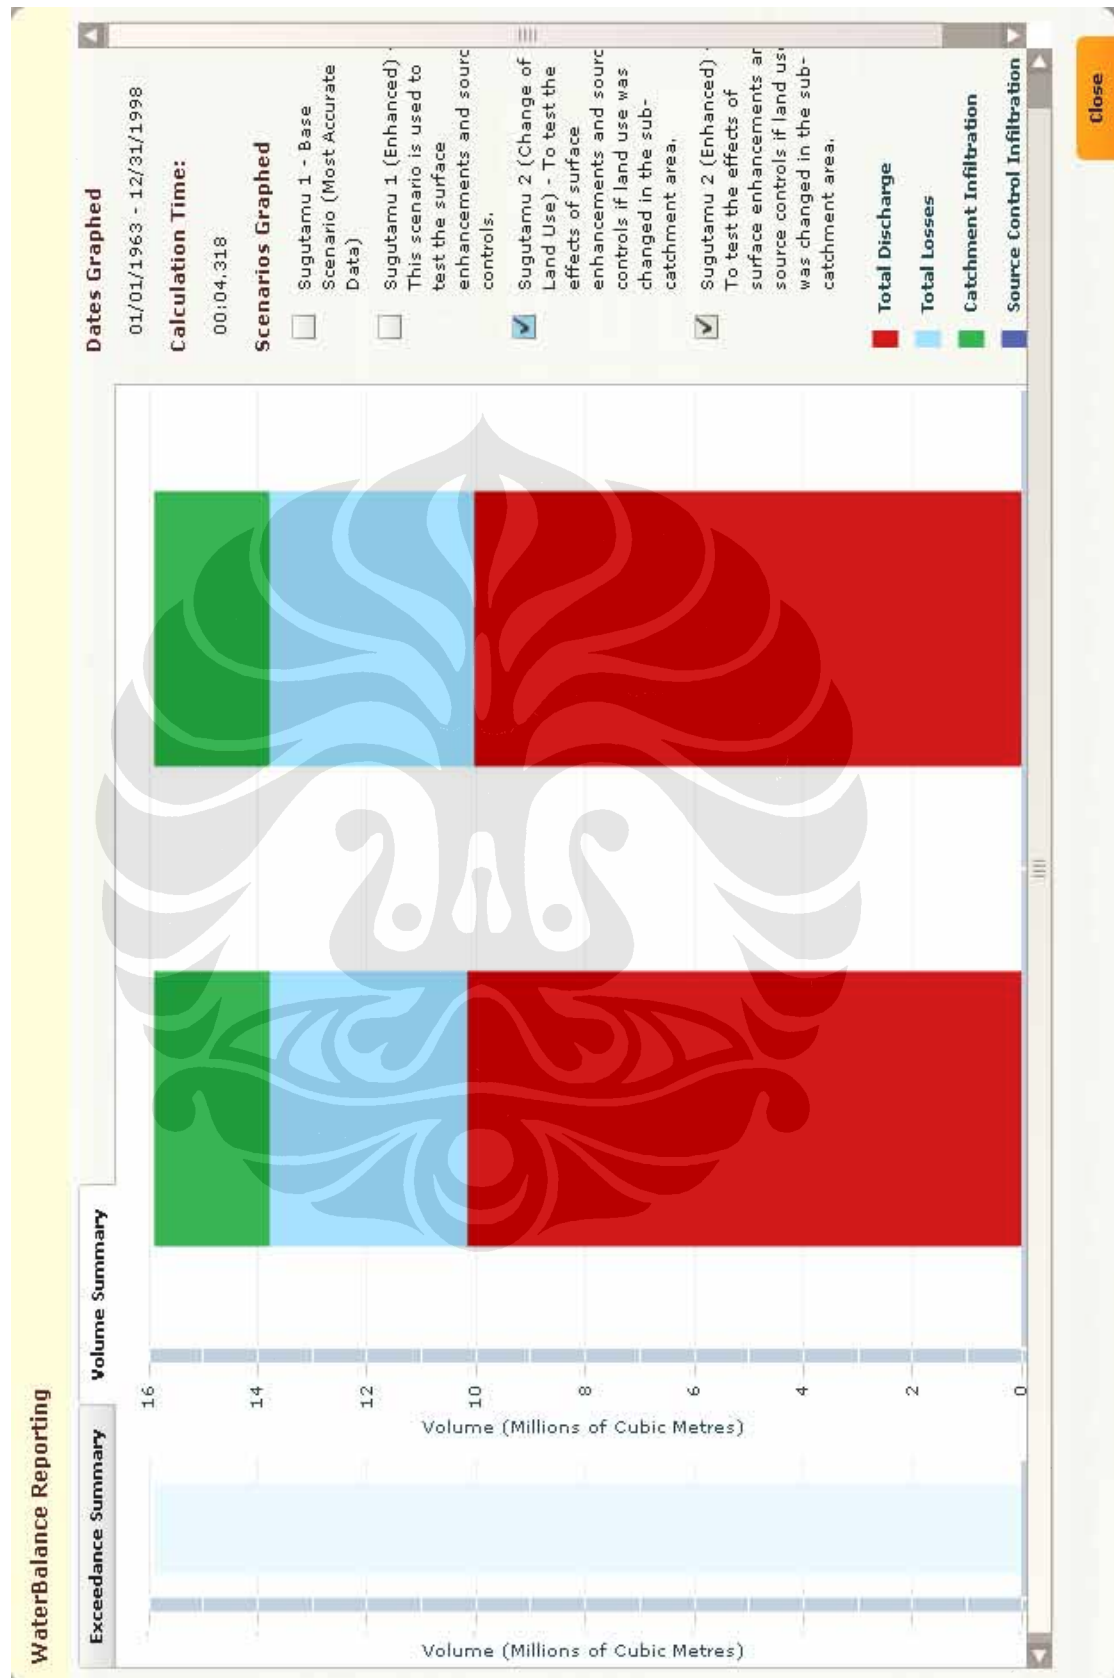 WaterBalance Reporting
Exceedance Summary
Volume Summary
Volume (Millions of Cubic Metres)
Volume (Millions of Cubic Metres)
16
14
12
10
8
6
4
2
0
Dates Graphed
01/01/1963 - 12/31/1998
Calculation Time:
00:04.318
Scenarios Graphed
Sugutamu 1 - Base
Scenario (Most Accurate
Data)
Sugutamu 1 (Enhanced) -
This scenario is used to
test the surface
enhancements and sourc
controls.
Sugutamu 2 (Change of
Land Use) - To test the
effects of surface
enhancements and sourc
controls if land use was
changed in the sub-
catchment area.
Sugutamu 2 (Enhanced) -
To test the effects of
surface enhancements ar
source controls if land us
was changed in the sub-
catchment area.
Total Discharge
Total Losses
Catchment Infiltration
Source Control Infiltration
Close